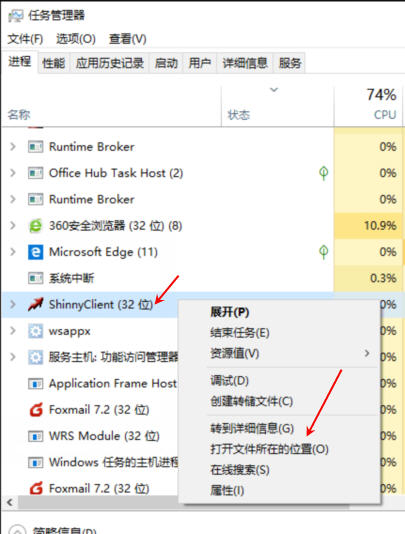 任务管理器
文件(F) 选项(O) 查看(V)
进程 性能 应用历史记录 启动 用户 详细信息 服务
74%
名称 状态 CPU
Runtime Broker 0%
Office Hub Task Host (2) 0%
Runtime Broker 0%
360安全浏览器 (32 位) (8) 10.9%
Microsoft Edge (11) 0%
系统中断 0.3%
ShinnyClient (32 位) 0%
wsappx
服务主机: 功能访问管理器
Application Frame Host
Foxmail 7.2 (32 位)
WRS Module (32 位)
Windows 任务的主机进程
Foxmail 7.2 (32 位)
展开(P)
结束任务(E)
资源值(V)
调试(D)
创建转储文件(C)
转到详细信息(G)
打开文件所在的位置(O)
在线搜索(S)
属性(I)
0%
0%
0%
0%
0%
0%
0%
简略信息(D)